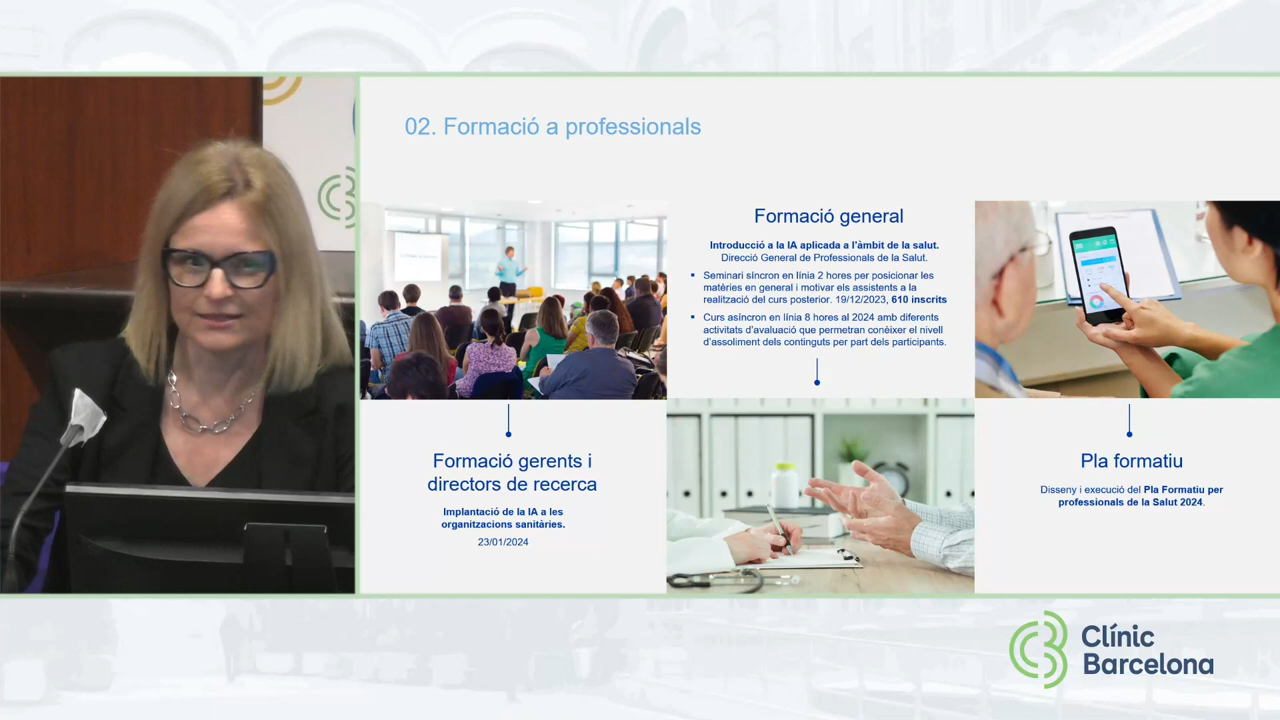 02. Formació a professionals
Formació general
Introducció a la IA aplicada a l'àmbit de la salut.
Direcció General de Professionals de la Salut.
▪ Seminari síncron en línia 2 hores per posicionar les
matèries en general i motivar els assistents a la
realització del curs posterior. 19/12/2023, 610 inscrits
▪ Curs asíncron en línia 8 hores al 2024 amb diferents
activitats d'avaluació que permetran conèixer el nivell
d'assoliment dels continguts per part dels participants.
Formació gerents i
directors de recerca
Implantació de la IA a les
organitzacions sanitàries.
23/01/2024
Pla formatiu
Disseny i execució del Pla Formatiu per
professionals de la Salut 2024.
Clínic
Barcelona